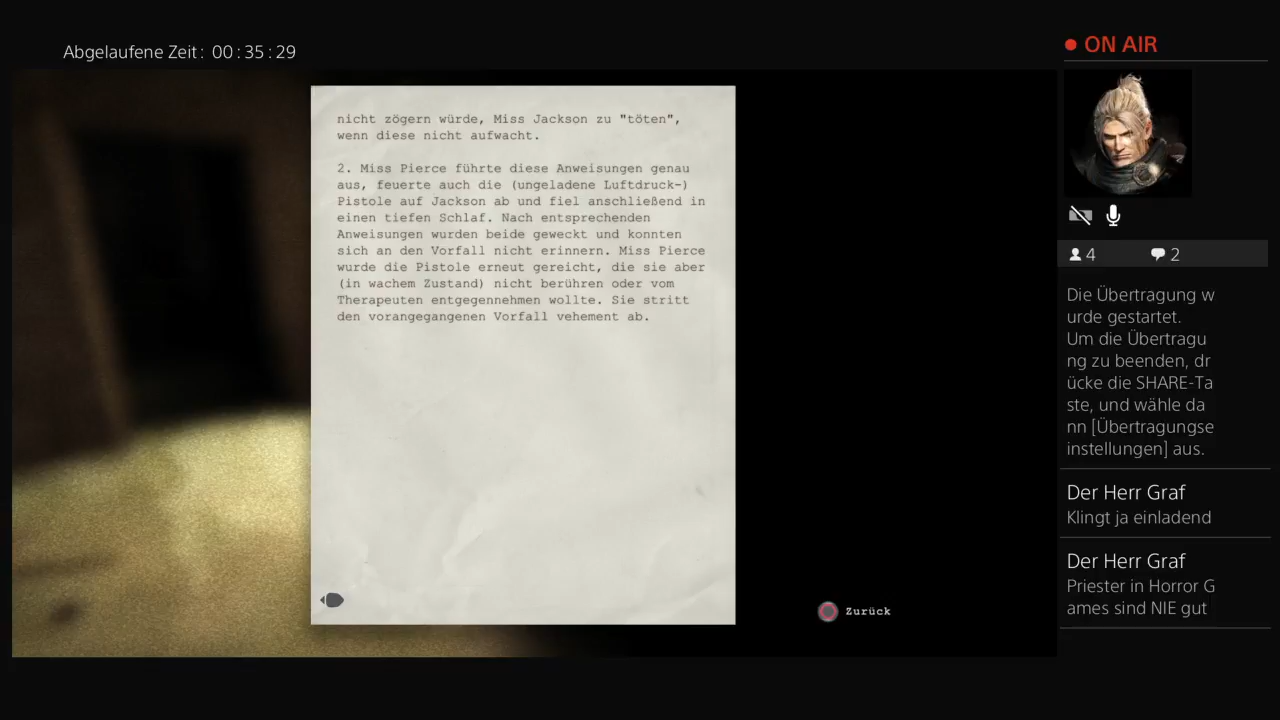 Abgelaufene Zeit: 00:35:29
ON AIR
nicht zögern würde, Miss Jackson zu "töten",
wenn diese nicht aufwacht.
2. Miss Pierce führte diese Anweisungen genau
aus, feuerte auch die (ungeladene Luftdruck-)
Pistole auf Jackson ab und fiel anschließend in
einen tiefen Schlaf. Nach entsprechenden
Anweisungen wurden beide geweckt und konnten
sich an den Vorfall nicht erinnern. Miss Pierce
wurde die Pistole erneut gereicht, die sie aber
(in wachem Zustand) nicht berühren oder vom
Therapeuten entgegennehmen wollte. Sie stritt
den vorangegangenen Vorfall vehement ab.
Zurück
4
2
Die Übertragung w
urde gestartet.
Um die Übertragu
ng zu beenden, dr
ücke die SHARE-Ta
ste, und wähle da
nn [Übertragungse
instellungen] aus.
Der Herr Graf
Klingt ja einladend
Der Herr Graf
Priester in Horror G
ames sind NIE gut